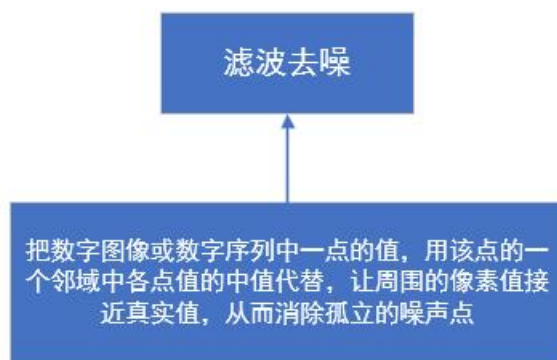 滤波去噪
把数字图像或数字序列中一点的值，用该点的一
个邻域中各点值的中值代替，让周围的像素值接
近真实值，从而消除孤立的噪声点